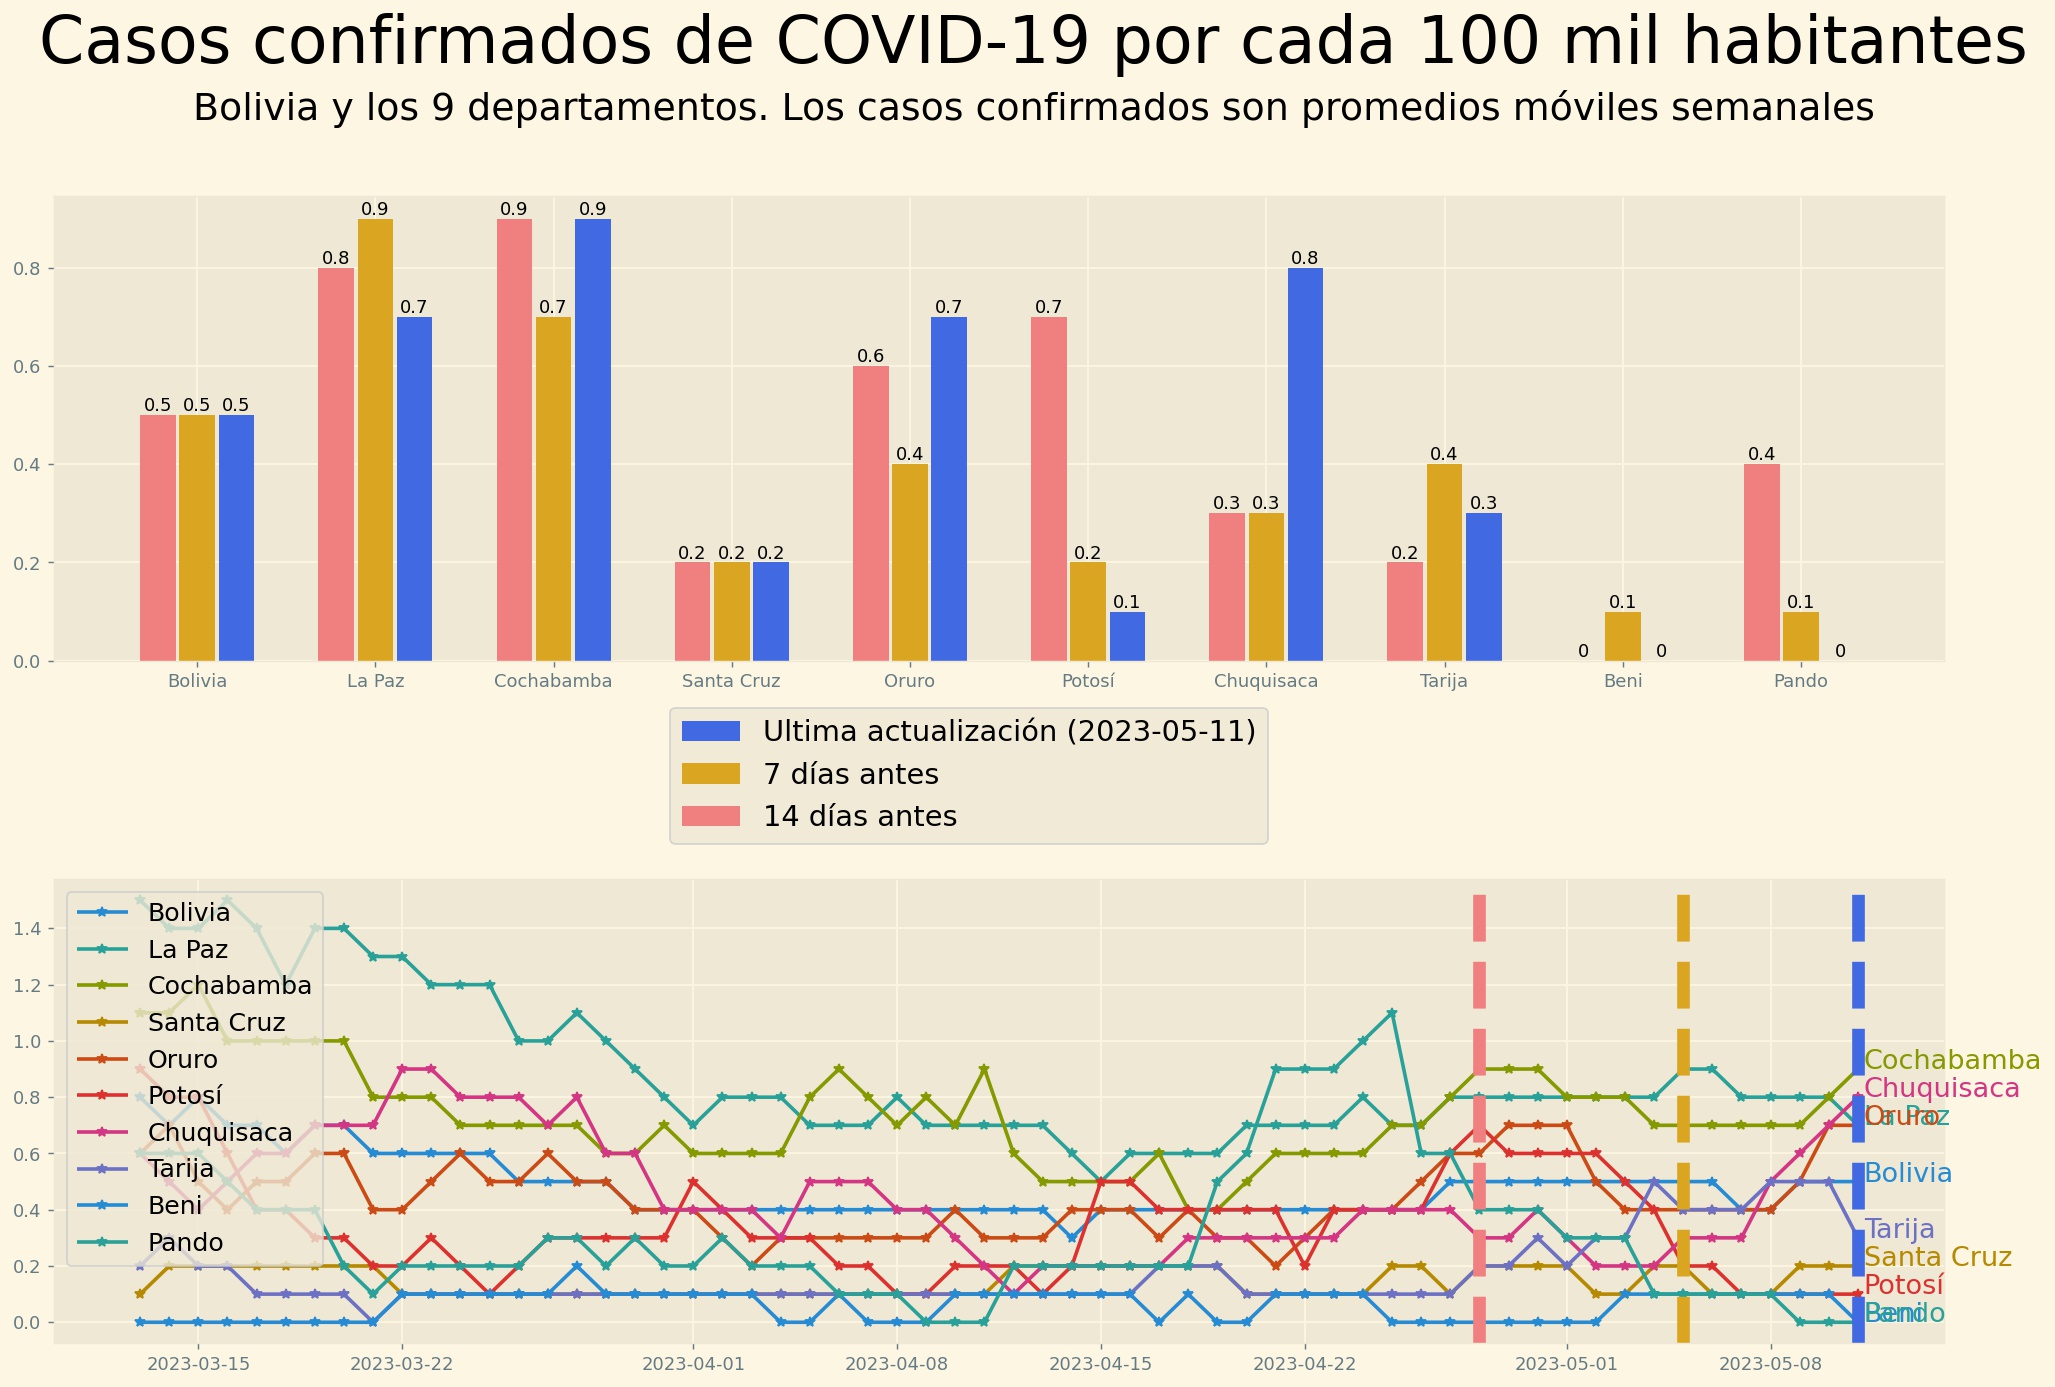 Casos confirmados de COVID-19 por cada 100 mil habitantes
Bolivia y los 9 departamentos. Los casos confirmados son promedios móviles semanales
0.8
0.6
0.4
0.2
0.0
0.5 0.5 0.5
0.8 0.9 0.7
0.9 0.7 0.9
0.2 0.2 0.2
0.6 0.4 0.7
0.7 0.2 0.1
0.3 0.3 0.8
0.2 0.4 0.3
0 0.1 0
0.4 0.1 0
Bolivia La Paz Cochabamba Santa Cruz Oruro Potosí Chuquisaca Tarija Beni Pando
Ultima actualización (2023-05-11)
7 días antes
14 días antes
1.4
1.2
1.0
0.8
0.6
0.4
0.2
0.0
Bolivia
La Paz
Cochabamba
Santa Cruz
Oruro
Potosí
Chuquisaca
Tarija
Beni
Pando
Cochabamba
Chuquisaca
La Paz
Oruro
Bolivia
Tarija
Santa Cruz
Potosí
Beni
Pando
2023-03-15 2023-03-22 2023-04-01 2023-04-08 2023-04-15 2023-04-22 2023-05-01 2023-05-08